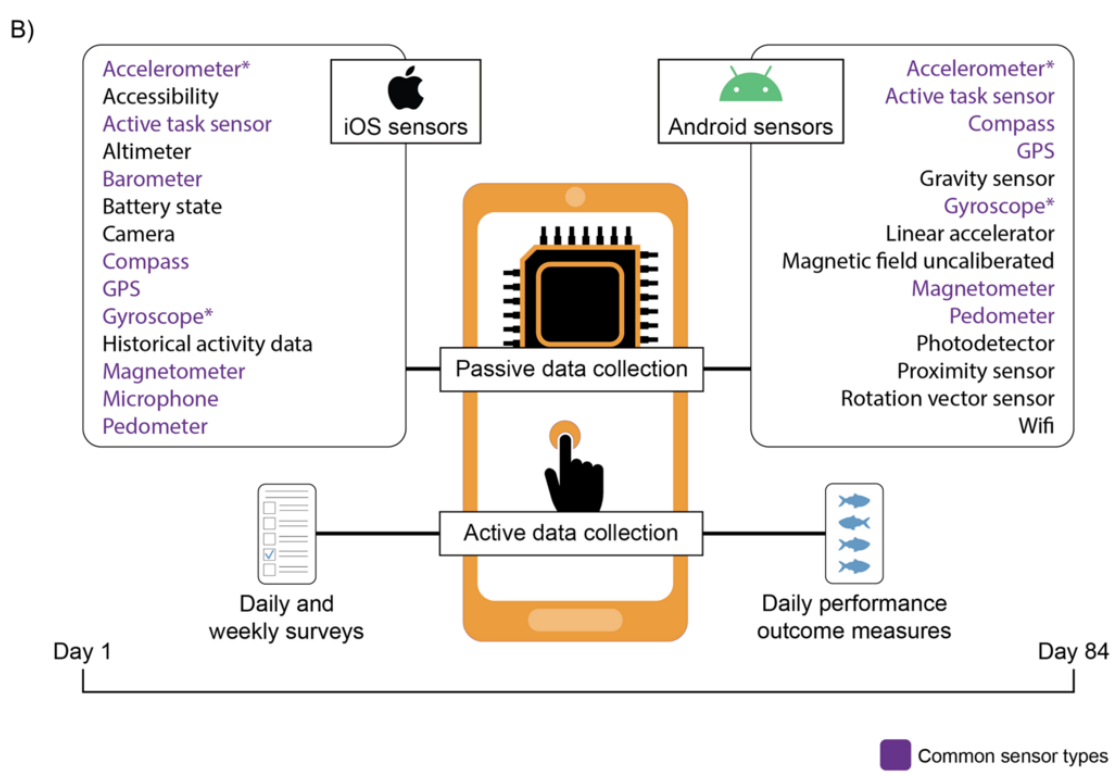 B)
Accelerometer*
Accessibility
Active task sensor
Altimeter
Barometer
Battery state
Camera
Compass
GPS
Gyroscope*
Historical activity data
Magnetometer
Microphone
Pedometer
iOS sensors
Android sensors
Accelerometer*
Active task sensor
Compass
GPS
Gravity sensor
Gyroscope*
Linear accelerator
Magnetic field uncaliberated
Magnetometer
Pedometer
Photodetector
Proximity sensor
Rotation vector sensor
Wifi
Passive data collection
Active data collection
Daily and
weekly surveys
Daily performance
outcome measures
Day 1
Day 84
Common sensor types